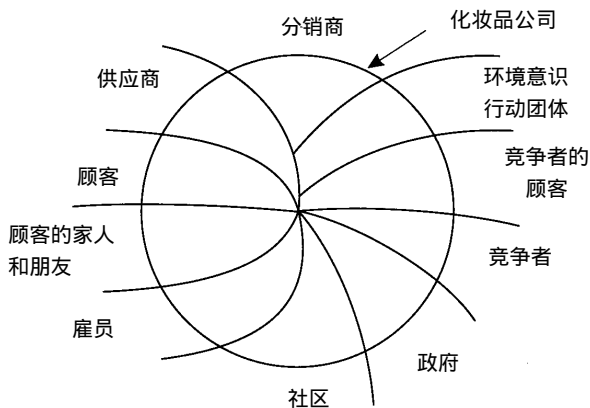 分销商
化妆品公司
供应商
环境意识
行动团体
竞争者的
顾客
顾客
顾客的家人
和朋友
竞争者
雇员
政府
社区